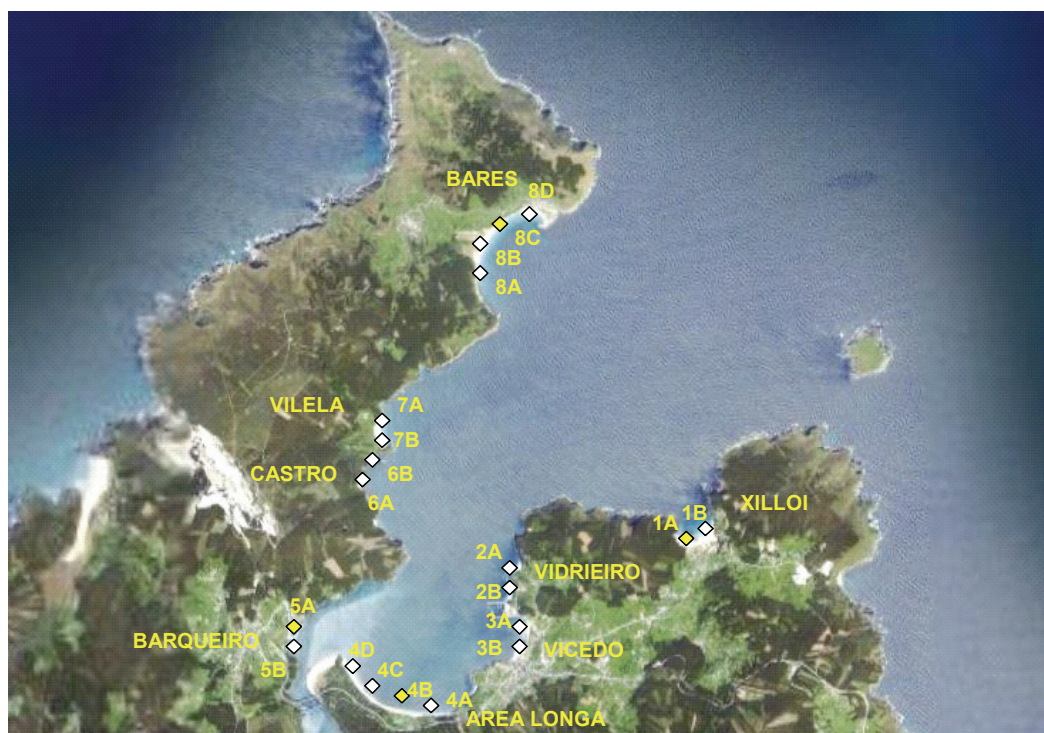 BARES
8D
8C
8B
8A
VILELA
7A
7B
CASTRO
6B
6A
XILLOI
1B
1A
2A
VIDRIEIRO
2B
5A
3A
BARQUEIRO
3B
VICEDO
5B
4D
4C
4B
4A
AREA LONGA